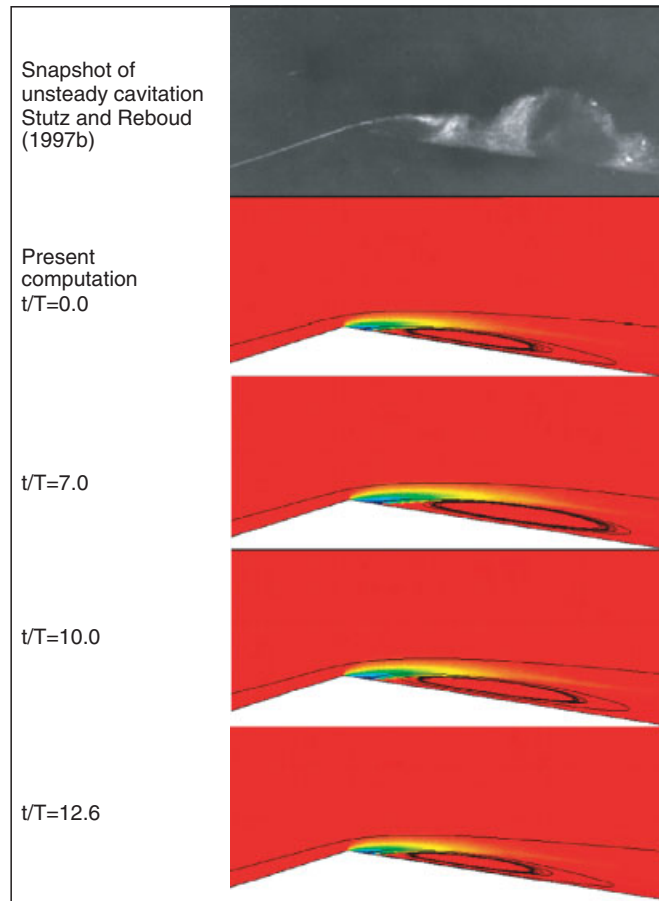 Snapshot of
unsteady cavitation
Stutz and Reboud
(1997b)
Present
computation
t/T=0.0
t/T=7.0
t/T=10.0
t/T=12.6